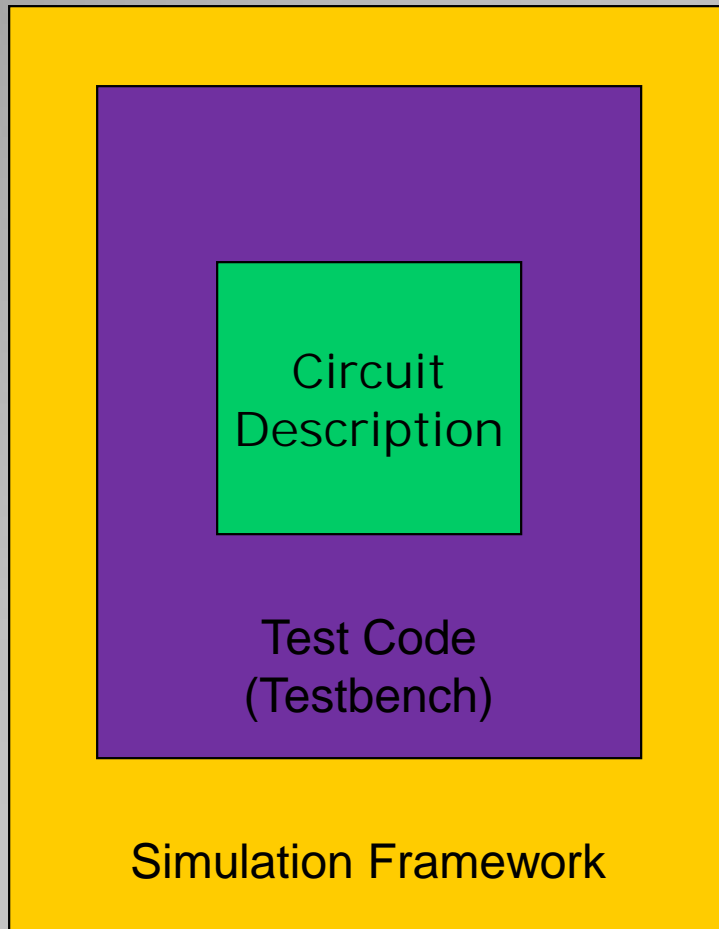 Circuit
Description
Test Code
(Testbench)
Simulation Framework